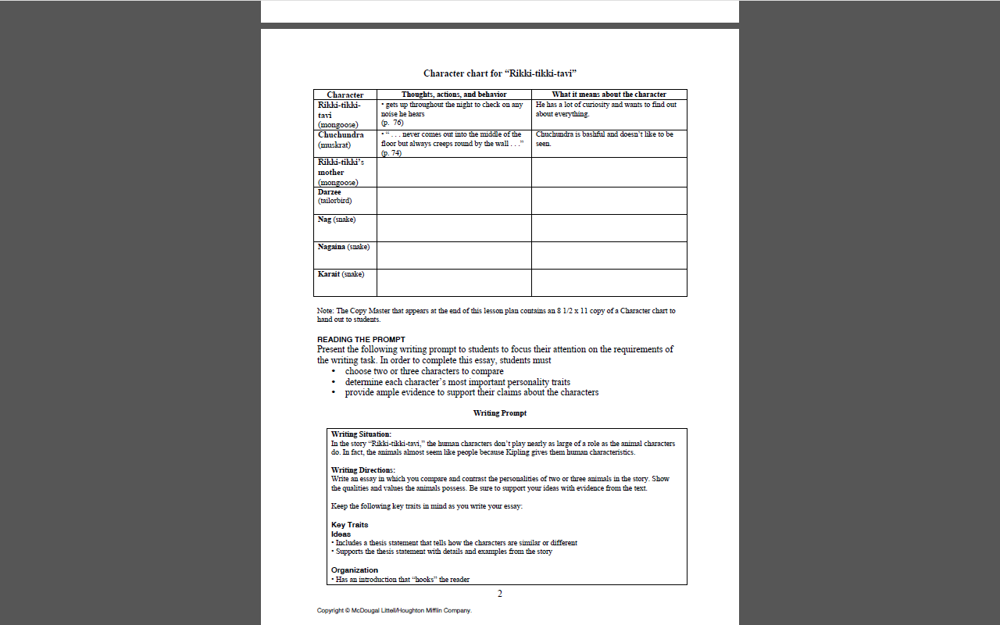 Character chart for “Rikki-tikki-tavi”
Character Thoughts, actions, and behavior What it means about the character
Rikki-tikki-
tavi
(mongoose)
• gets up throughout the night to check on any
noise he hears
(p. 76)
He has a lot of curiosity and wants to find out
about everything.
Chuchundra
(muskrat)
• “ . . . never comes out into the middle of the
floor but always creeps round by the wall . . .”
(p. 74)
Chuchundra is bashful and doesn’t like to be
seen.
Rikki-tikki’s
mother
(mongoose)
Darzee
(tailorbird)
Nag (snake)
Nagaina (snake)
Karait (snake)
Note: The Copy Master that appears at the end of this lesson plan contains an 8 1/2 x 11 copy of a Character chart to
hand out to students.
READING THE PROMPT
Present the following writing prompt to students to focus their attention on the requirements of
the writing task. In order to complete this essay, students must
• choose two or three characters to compare
• determine each character’s most important personality traits
• provide ample evidence to support their claims about the characters
Writing Prompt
Writing Situation:
In the story “Rikki-tikki-tavi,” the human characters don’t play nearly as large of a role as the animal characters
do. In fact, the animals almost seem like people because Kipling gives them human characteristics.
Writing Directions:
Write an essay in which you compare and contrast the personalities of two or three animals in the story. Show
the qualities and values the animals possess. Be sure to support your ideas with evidence from the text.
Keep the following key traits in mind as you write your essay:
Key Traits
Ideas
• Includes a thesis statement that tells how the characters are similar or different
• Supports the thesis statement with details and examples from the story
Organization
• Has an introduction that “hooks” the reader
2
Copyright © McDougal Littell/Houghton Mifflin Company.